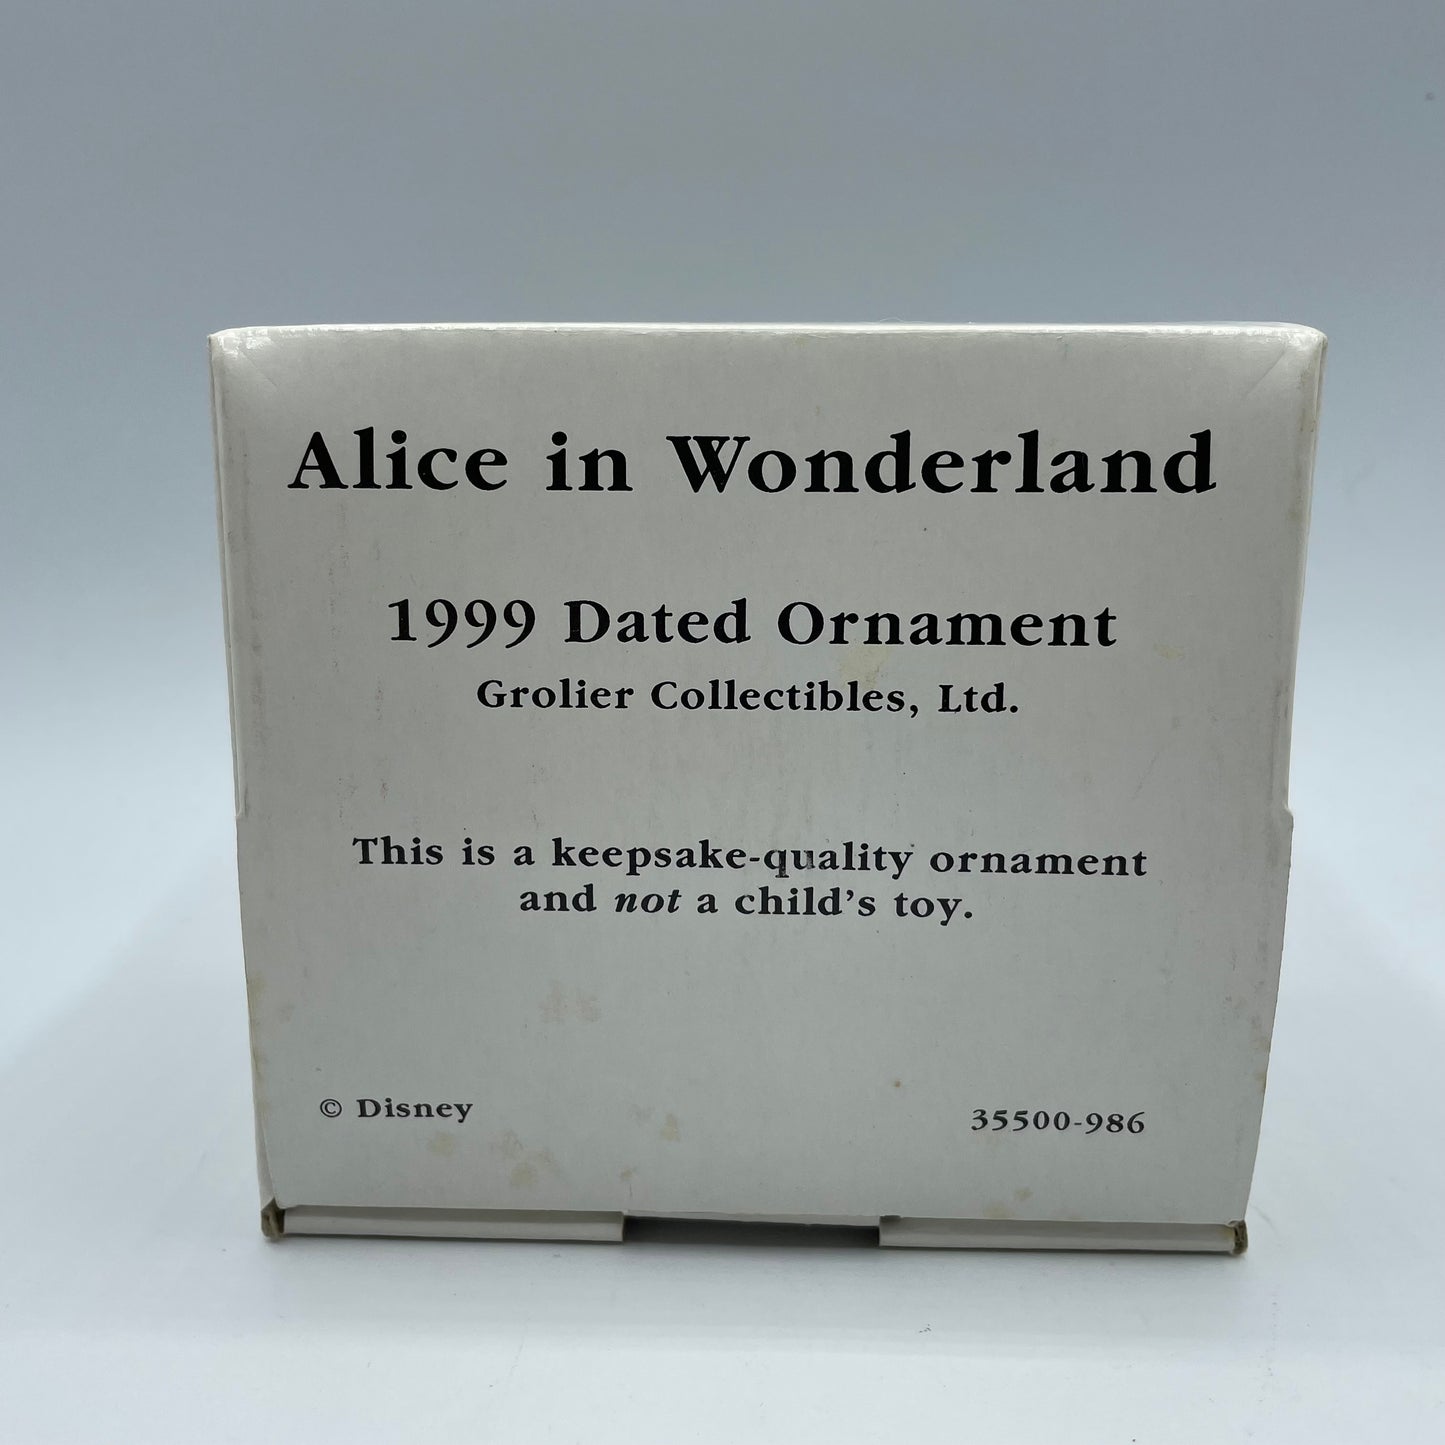 Alice in Wonderland
1999 Dated Ornament
Grolier Collectibles, Ltd.
This is a keepsake-quality ornament
and not a child's toy.
© Disney
35500-986